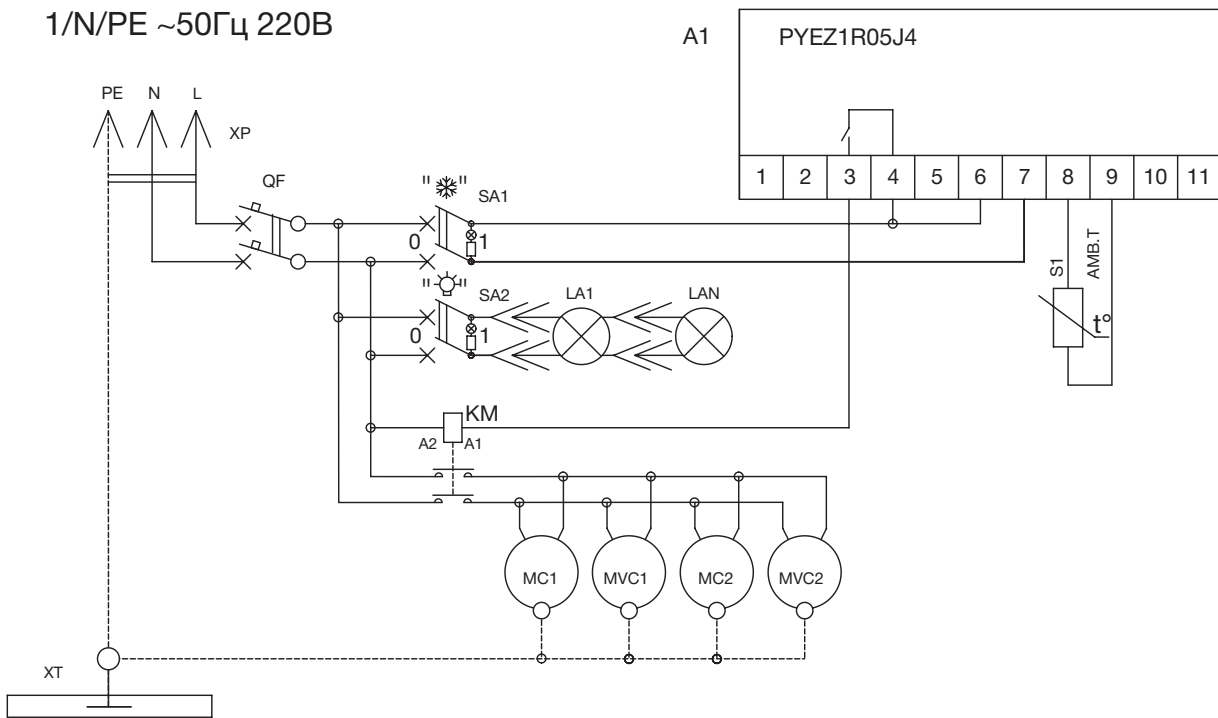 1/N/PE ~50Гц 220В
A1 PYEZ1R05J4
PE N L
XP
1 2 3 4 5 6 7 8 9 10 11
QF
" " SA1
0 1
S1
AMB.T
t°
" " SA2 LA1 LAN
0 1
KM
A2 A1
MC1 MVC1 MC2 MVC2
XT